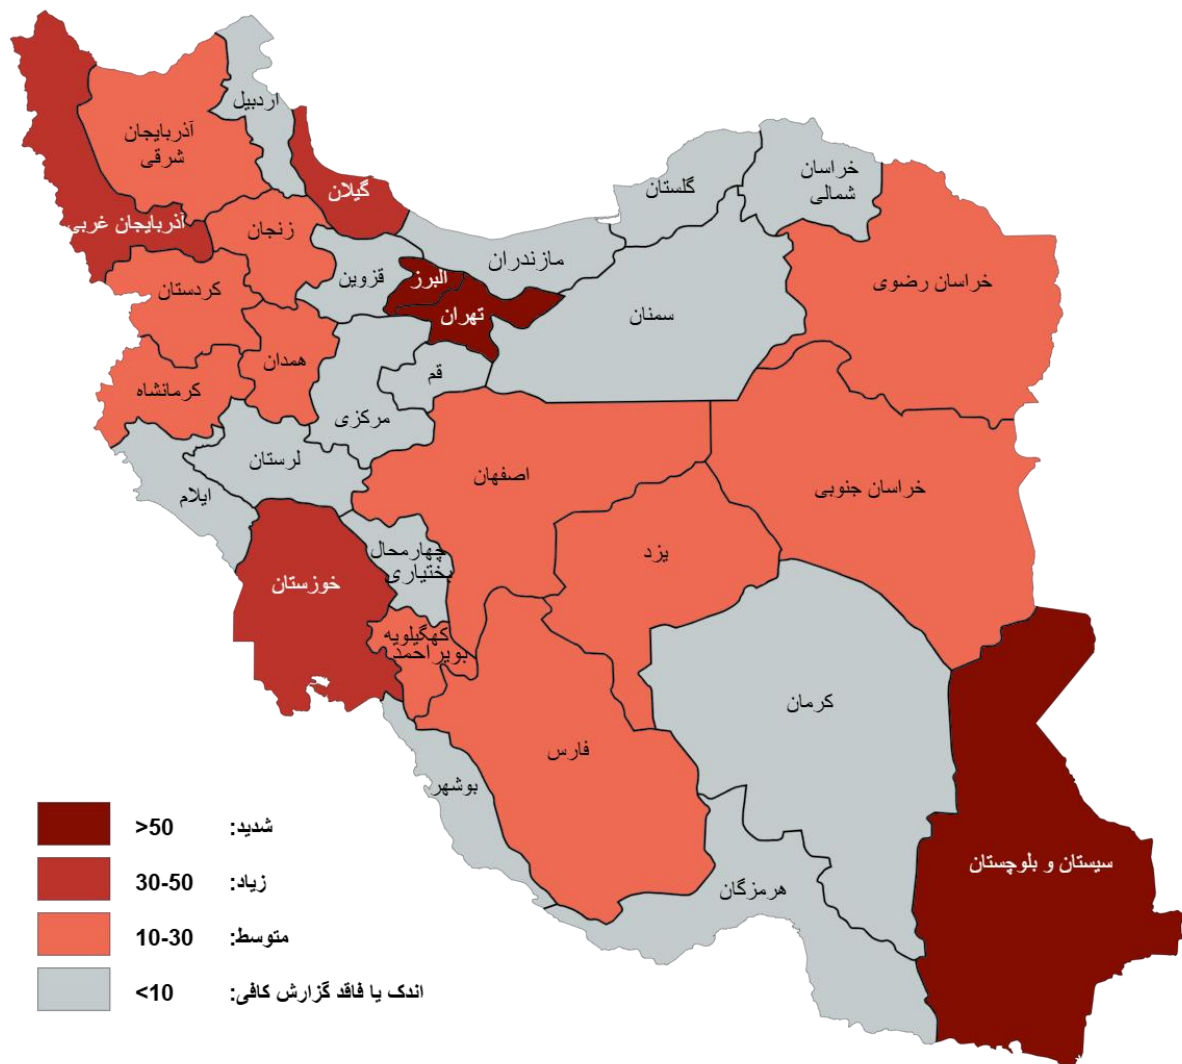 اردبیل
آذربایجان
شرقی
گیلان
خراسان
شمالی
گلستان
آذربایجان غربی
زنجان
قزوین
البرز
مازندران
خراسان رضوی
کردستان
تهران
سمنان
همدان
قم
کرمانشاه
مرکزی
لرستان
اصفهان
ایلام
خراسان جنوبی
چهارمحال
بختیاری
یزد
خوزستان
کهگیلویه
بویراحمد
کرمان
فارس
بوشهر
سیستان و بلوچستان
هرمزگان
شدید: >50
زیاد: 30-50
متوسط: 10-30
اندک یا فاقد گزارش کافی: <10